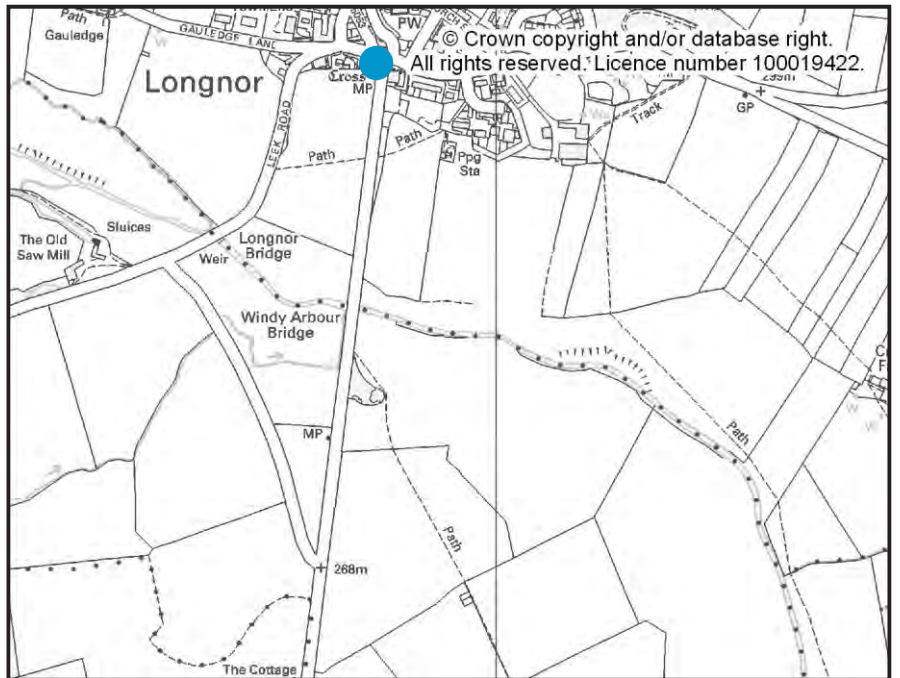 Path
Gauledge
GAULEDGE LANE
PW
© Crown copyright and/or database right.
All rights reserved. Licence number 100019422.
Longnor
Cross
MP
299m
GP
Track
LEEK ROAD
Path
Path
Ppg
Sta
The Old
Saw Mill
Sluices
Longnor
Bridge
Weir
Windy Arbour
Bridge
W
W
MP
Path
Path
268m
The Cottage